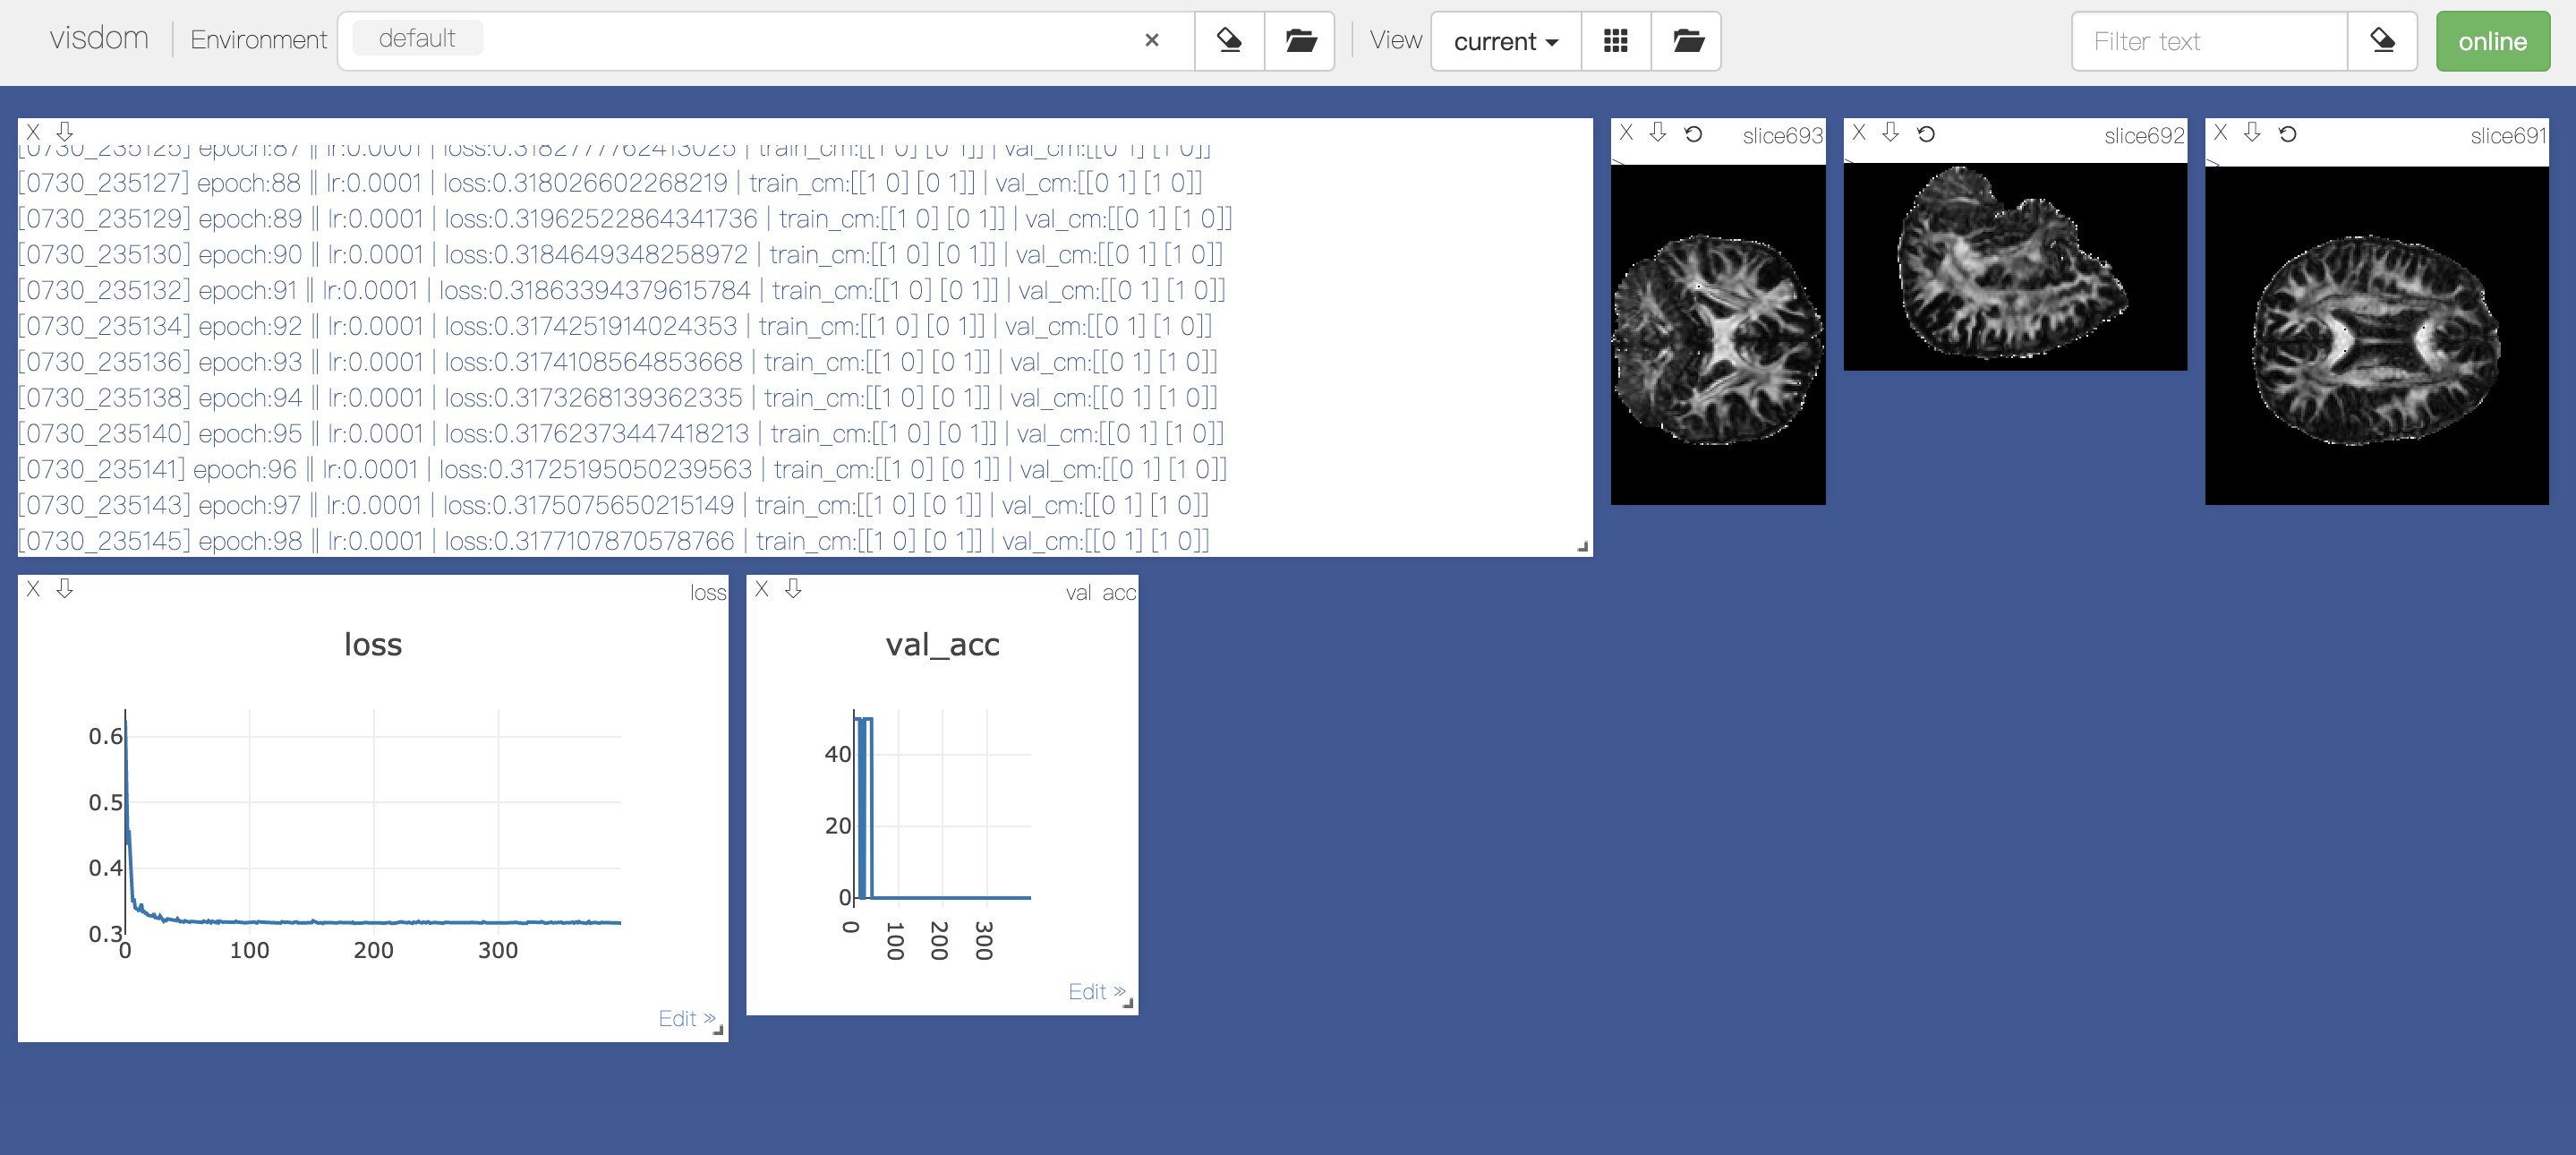 visdom Environment default × View current Filter text online
X
[0730_235125] epoch:87 || lr:0.0001 | loss:0.3182777762413025 | train_cm:[[1 0] [0 1]] | val_cm:[[0 1] [1 0]]
[0730_235127] epoch:88 || lr:0.0001 | loss:0.318026602268219 | train_cm:[[1 0] [0 1]] | val_cm:[[0 1] [1 0]]
[0730_235129] epoch:89 || lr:0.0001 | loss:0.31962522864341736 | train_cm:[[1 0] [0 1]] | val_cm:[[0 1] [1 0]]
[0730_235130] epoch:90 || lr:0.0001 | loss:0.3184649348258972 | train_cm:[[1 0] [0 1]] | val_cm:[[0 1] [1 0]]
[0730_235132] epoch:91 || lr:0.0001 | loss:0.31863394379615784 | train_cm:[[1 0] [0 1]] | val_cm:[[0 1] [1 0]]
[0730_235134] epoch:92 || lr:0.0001 | loss:0.3174251914024353 | train_cm:[[1 0] [0 1]] | val_cm:[[0 1] [1 0]]
[0730_235136] epoch:93 || lr:0.0001 | loss:0.3174108564853668 | train_cm:[[1 0] [0 1]] | val_cm:[[0 1] [1 0]]
[0730_235138] epoch:94 || lr:0.0001 | loss:0.3173268139362335 | train_cm:[[1 0] [0 1]] | val_cm:[[0 1] [1 0]]
[0730_235140] epoch:95 || lr:0.0001 | loss:0.31762373447418213 | train_cm:[[1 0] [0 1]] | val_cm:[[0 1] [1 0]]
[0730_235141] epoch:96 || lr:0.0001 | loss:0.31725195050239563 | train_cm:[[1 0] [0 1]] | val_cm:[[0 1] [1 0]]
[0730_235143] epoch:97 || lr:0.0001 | loss:0.3175075650215149 | train_cm:[[1 0] [0 1]] | val_cm:[[0 1] [1 0]]
[0730_235145] epoch:98 || lr:0.0001 | loss:0.3177107870578766 | train_cm:[[1 0] [0 1]] | val_cm:[[0 1] [1 0]]
X slice693
X slice692
X slice691
X loss
loss
0.6
0.5
0.4
0.3
0 100 200 300
Edit »
X val_acc
val_acc
40
20
0
0 100 200 300
Edit »